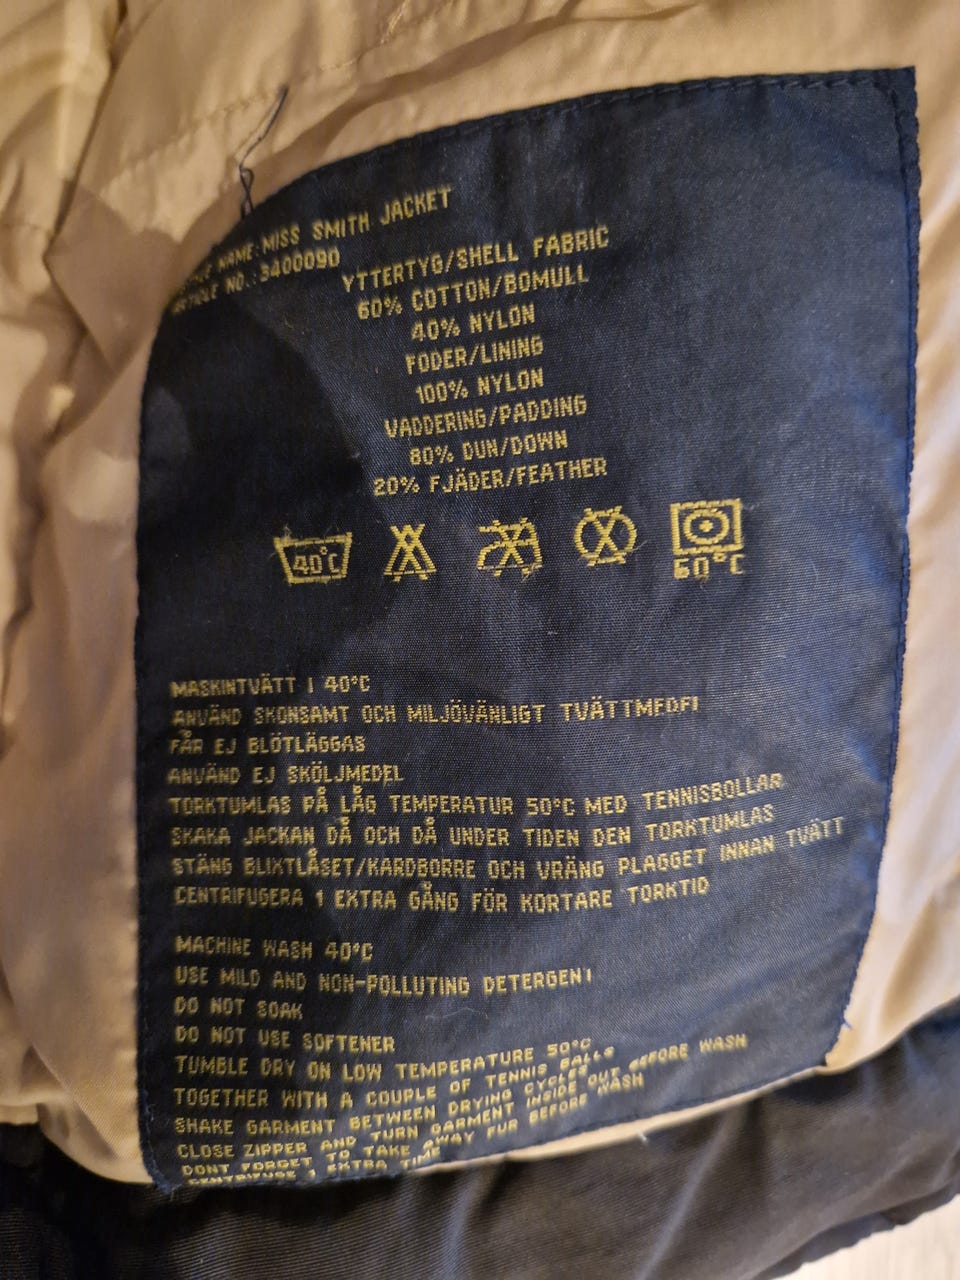 NAME: MISS SMITH JACKET
NO.: 3400090
YTTERTYG/SHELL FABRIC
60% COTTON/BOMULL
40% NYLON
FODER/LINING
100% NYLON
VADDERING/PADDING
80% DUN/DOWN
20% FJÄDER/FEATHER
40°C
60°C
MASKINTVÄTT I 40°C
ANVÄND SKONSAMT OCH MILJÖVÄNLIGT TVÄTTMEDEL
FÅR EJ BLÖTLÄGGAS
ANVÄND EJ SKÖLJMEDEL
TORKTUMLAS PÅ LÅG TEMPERATUR 50°C MED TENNISBOLLAR
SKAKA JACKAN DÅ OCH DÅ UNDER TIDEN DEN TORKTUMLAS
STÄNG BLIXTLÅSET/KARDBORRE OCH VRÄNG PLAGGET INNAN TVÄTT
CENTRIFUGERA 1 EXTRA GÅNG FÖR KORTARE TORKTID
MACHINE WASH 40°C
USE MILD AND NON-POLLUTING DETERGENT
DO NOT SOAK
DO NOT USE SOFTENER
TUMBLE DRY ON LOW TEMPERATURE 50°C
TOGETHER WITH A COUPLE OF TENNIS BALLS
SHAKE GARMENT BETWEEN DRYING CYCLES
CLOSE ZIPPER AND TURN GARMENT INSIDE OUT BEFORE WASH
DONT FORGET TO TAKE AWAY FUR BEFORE WASH
CENTRIFUGE 1 EXTRA TIME